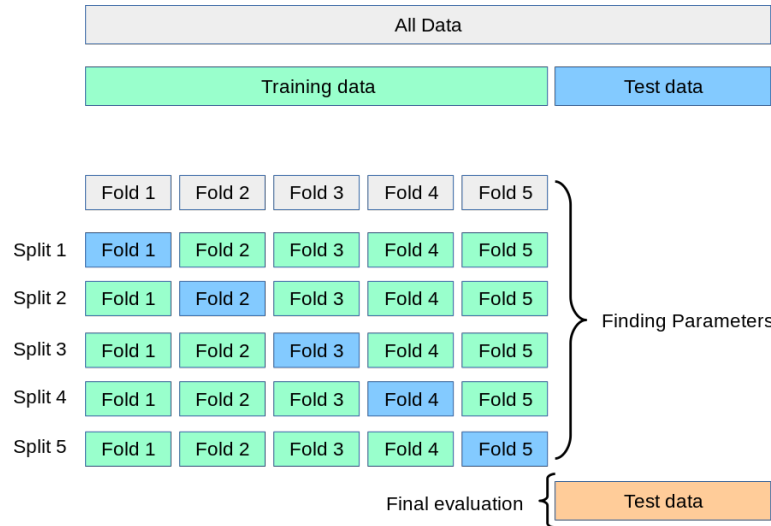 All Data
Training data Test data
Fold 1 Fold 2 Fold 3 Fold 4 Fold 5
Split 1 Fold 1 Fold 2 Fold 3 Fold 4 Fold 5
Split 2 Fold 1 Fold 2 Fold 3 Fold 4 Fold 5
Finding Parameters
Split 3 Fold 1 Fold 2 Fold 3 Fold 4 Fold 5
Split 4 Fold 1 Fold 2 Fold 3 Fold 4 Fold 5
Split 5 Fold 1 Fold 2 Fold 3 Fold 4 Fold 5
Final evaluation Test data